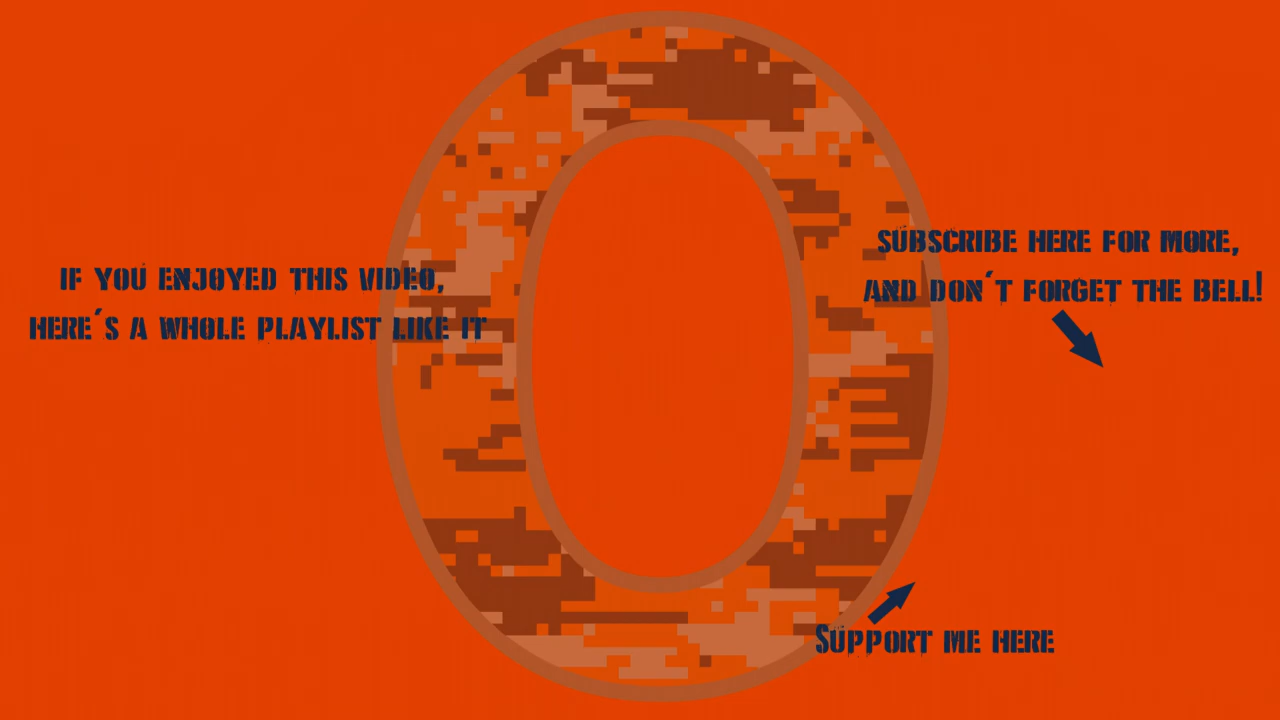 IF YOU ENJOYED THIS VIDEO,
HERE'S A WHOLE PLAYLIST LIKE IT
SUBSCRIBE HERE FOR MORE,
AND DON'T FORGET THE BELL!
SUPPORT ME HERE
O